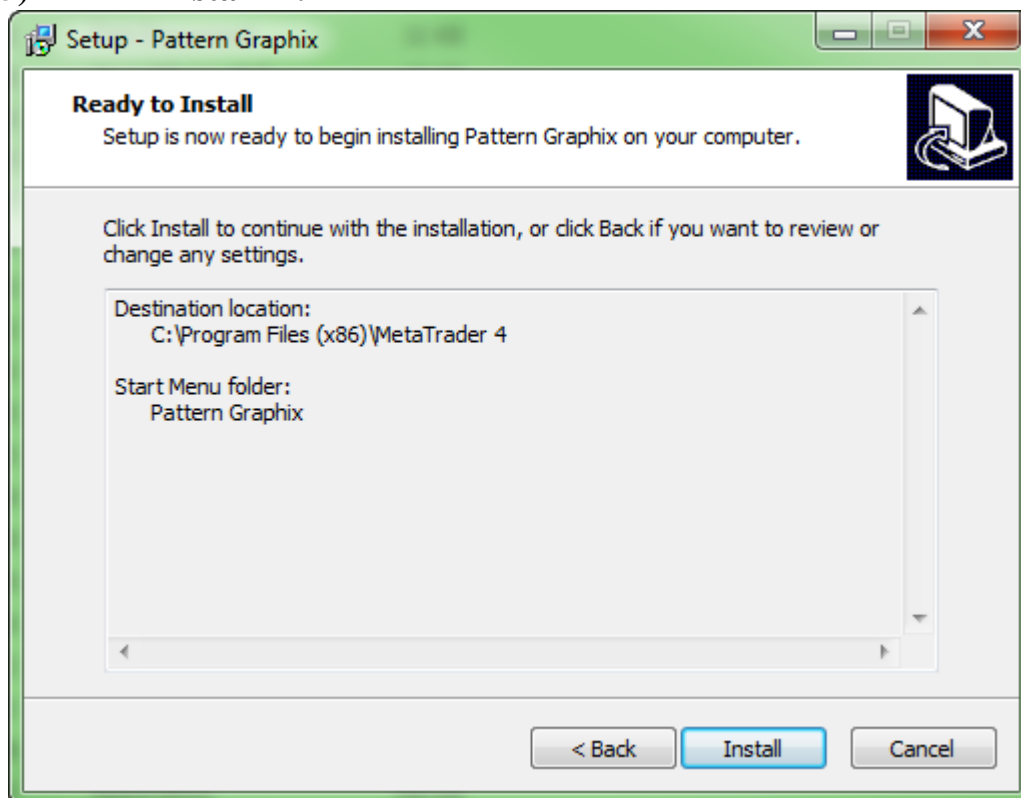 Setup - Pattern Graphix
Ready to Install
Setup is now ready to begin installing Pattern Graphix on your computer.
Click Install to continue with the installation, or click Back if you want to review or
change any settings.
Destination location:
C:\Program Files (x86)\MetaTrader 4
Start Menu folder:
Pattern Graphix
< Back
Install
Cancel